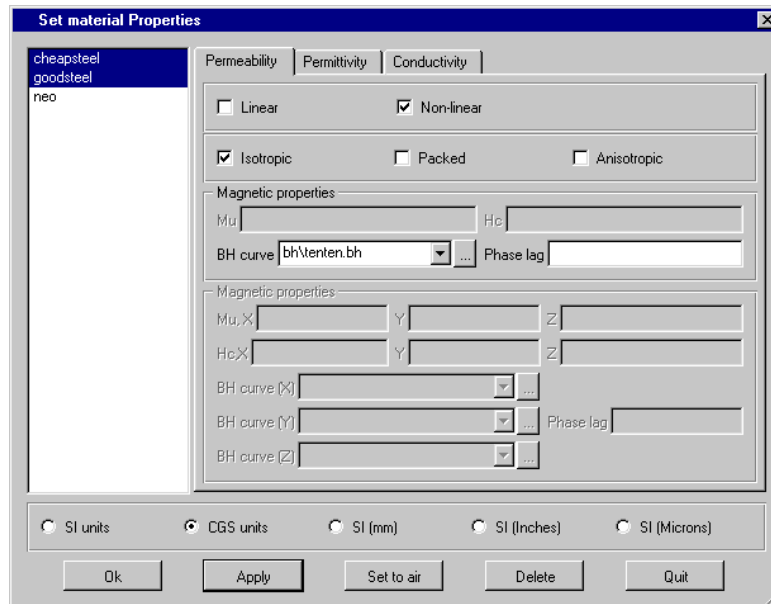 Set material Properties
cheapsteel
goodsteel
neo
Permeability Permittivity Conductivity
Linear Non-linear
Isotropic Packed Anisotropic
Magnetic properties
Mu Hc
BH curve bh\tenten.bh ... Phase lag
Magnetic properties
Mu, X Y Z
Hc,X Y Z
BH curve (X) ...
BH curve (Y) ... Phase lag
BH curve (Z) ...
SI units CGS units SI (mm) SI (Inches) SI (Microns)
Ok Apply Set to air Delete Quit